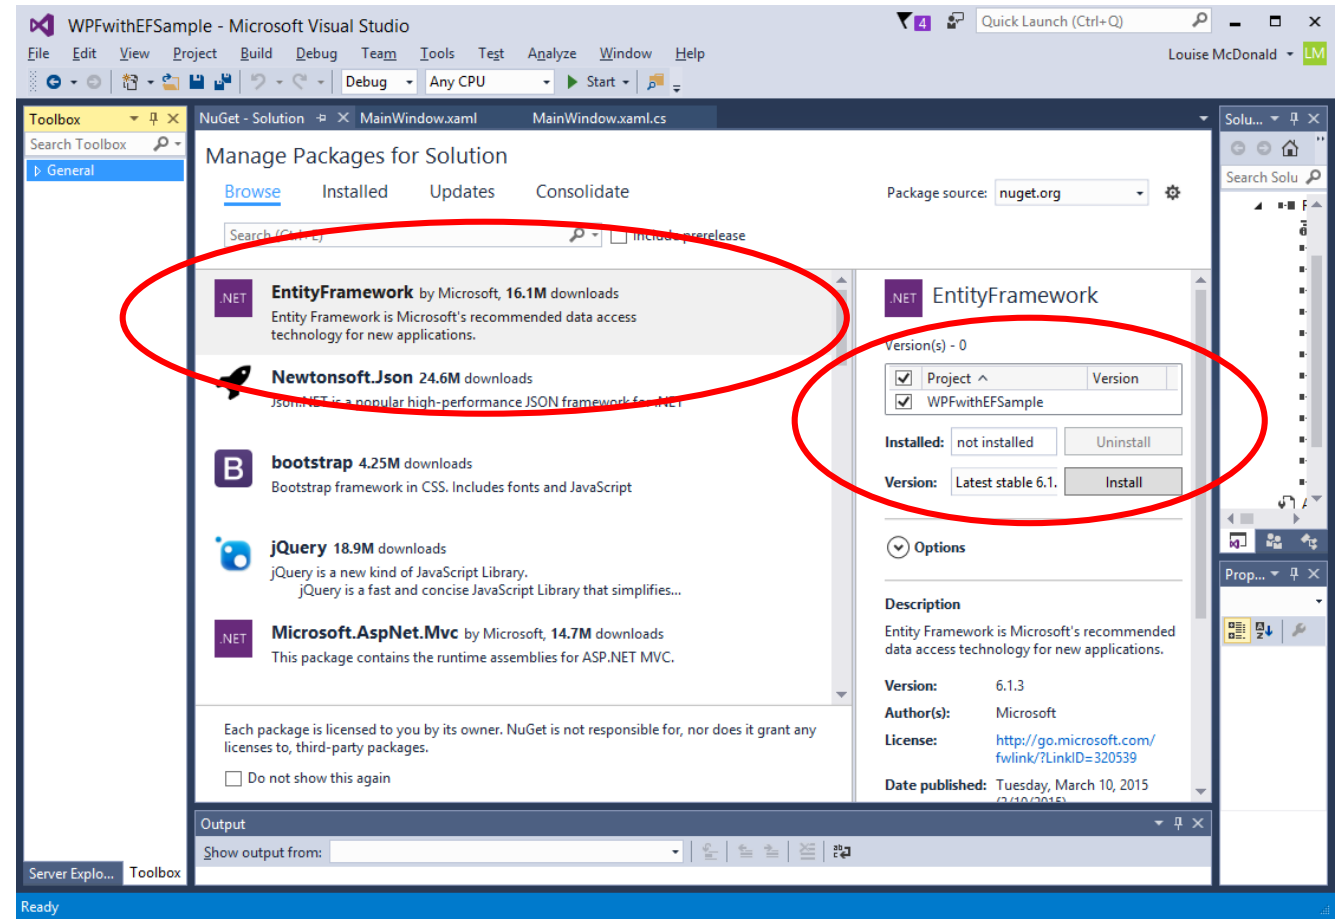 WPFwithEFSample - Microsoft Visual Studio
4
Quick Launch (Ctrl+Q)
File Edit View Project Build Debug Team Tools Test Analyze Window Help
Louise McDonald LM
Debug Any CPU Start
Toolbox
Search Toolbox
General
NuGet - Solution MainWindow.xaml MainWindow.xaml.cs
Manage Packages for Solution
Browse Installed Updates Consolidate
Package source: nuget.org
Search (Ctrl+E)
Include prerelease
.NET
EntityFramework by Microsoft, 16.1M downloads
Entity Framework is Microsoft's recommended data access
technology for new applications.
Newtonsoft.Json 24.6M downloads
Json.NET is a popular high-performance JSON framework for .NET
B
bootstrap 4.25M downloads
Bootstrap framework in CSS. Includes fonts and JavaScript
jQuery 18.9M downloads
jQuery is a new kind of JavaScript Library.
jQuery is a fast and concise JavaScript Library that simplifies...
.NET
Microsoft.AspNet.Mvc by Microsoft, 14.7M downloads
This package contains the runtime assemblies for ASP.NET MVC.
Each package is licensed to you by its owner. NuGet is not responsible for, nor does it grant any
licenses to, third-party packages.
Do not show this again
.NET EntityFramework
Version(s) - 0
Project Version
WPFwithEFSample
Installed: not installed Uninstall
Version: Latest stable 6.1. Install
Options
Description
Entity Framework is Microsoft's recommended
data access technology for new applications.
Version: 6.1.3
Author(s): Microsoft
License: http://go.microsoft.com/
fwlink/?LinkID=320539
Date published: Tuesday, March 10, 2015
(3/10/2015)
Solu...
Search Solu
Prop...
Output
Show output from:
Server Explo... Toolbox
Ready